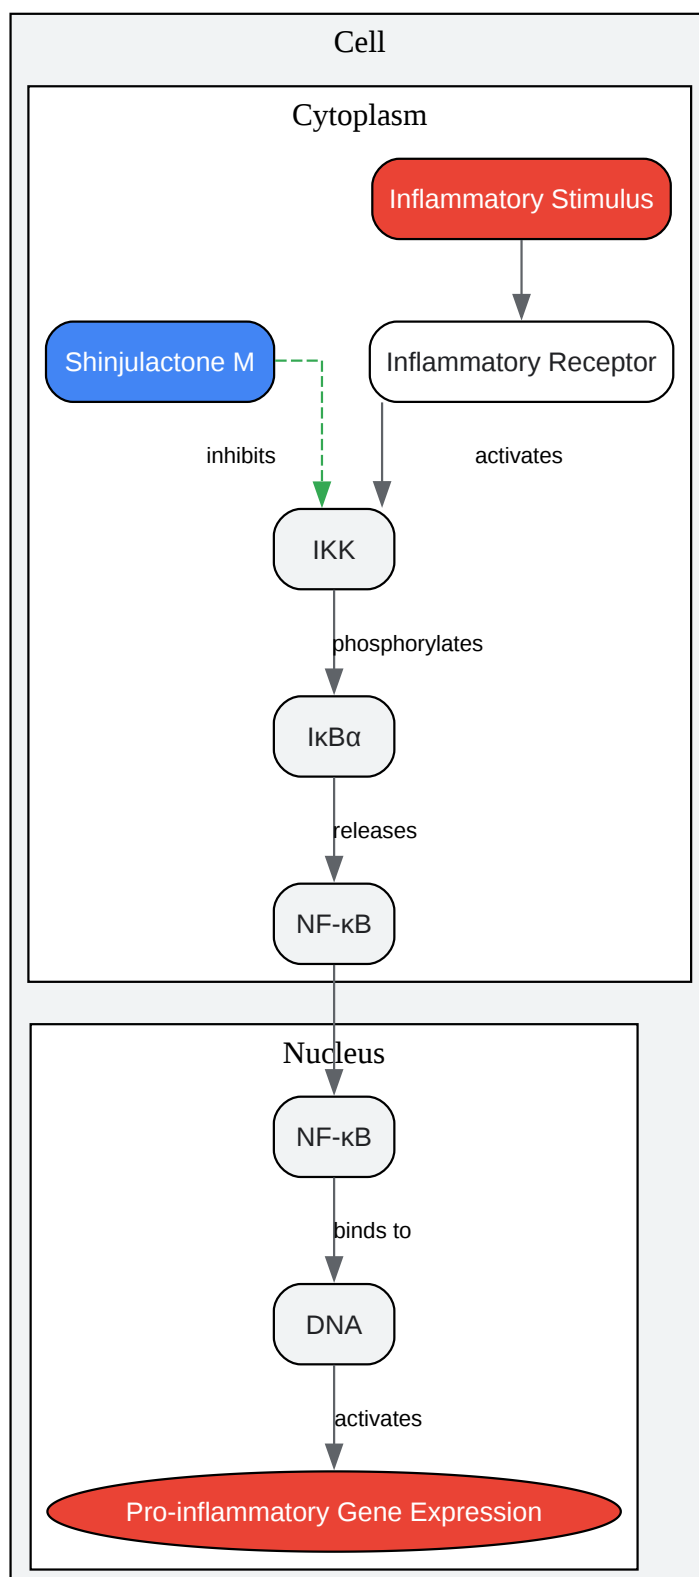 Cell
Cytoplasm
Inflammatory Stimulus
Shinjulactone M
Inflammatory Receptor
inhibits
activates
IKK
phosphorylates
IκBα
releases
NF-κB
Nucleus
NF-κB
binds to
DNA
activates
Pro-inflammatory Gene Expression